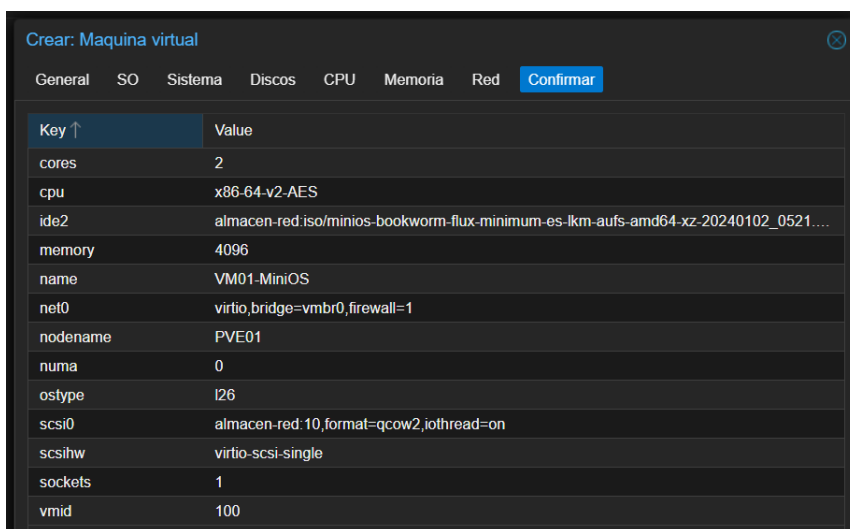 Crear: Maquina virtual
General SO Sistema Discos CPU Memoria Red Confirmar
Key ↑ Value
cores 2
cpu x86-64-v2-AES
ide2 almacen-red:iso/minios-bookworm-flux-minimum-es-lkm-aufs-amd64-xz-20240102_0521....
memory 4096
name VM01-MiniOS
net0 virtio,bridge=vmbr0,firewall=1
nodename PVE01
numa 0
ostype l26
scsi0 almacen-red:10,format=qcow2,iothread=on
scsihw virtio-scsi-single
sockets 1
vmid 100